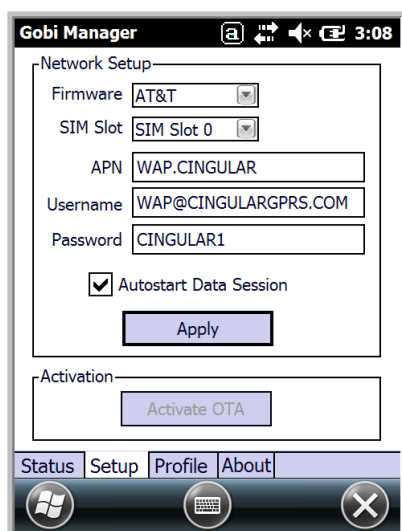 Gobi Manager a 3:08
Network Setup
Firmware AT&T
SIM Slot SIM Slot 0
APN WAP.CINGULAR
Username WAP@CINGULARGPRS.COM
Password CINGULAR1
Autostart Data Session
Apply
Activation
Activate OTA
Status Setup Profile About